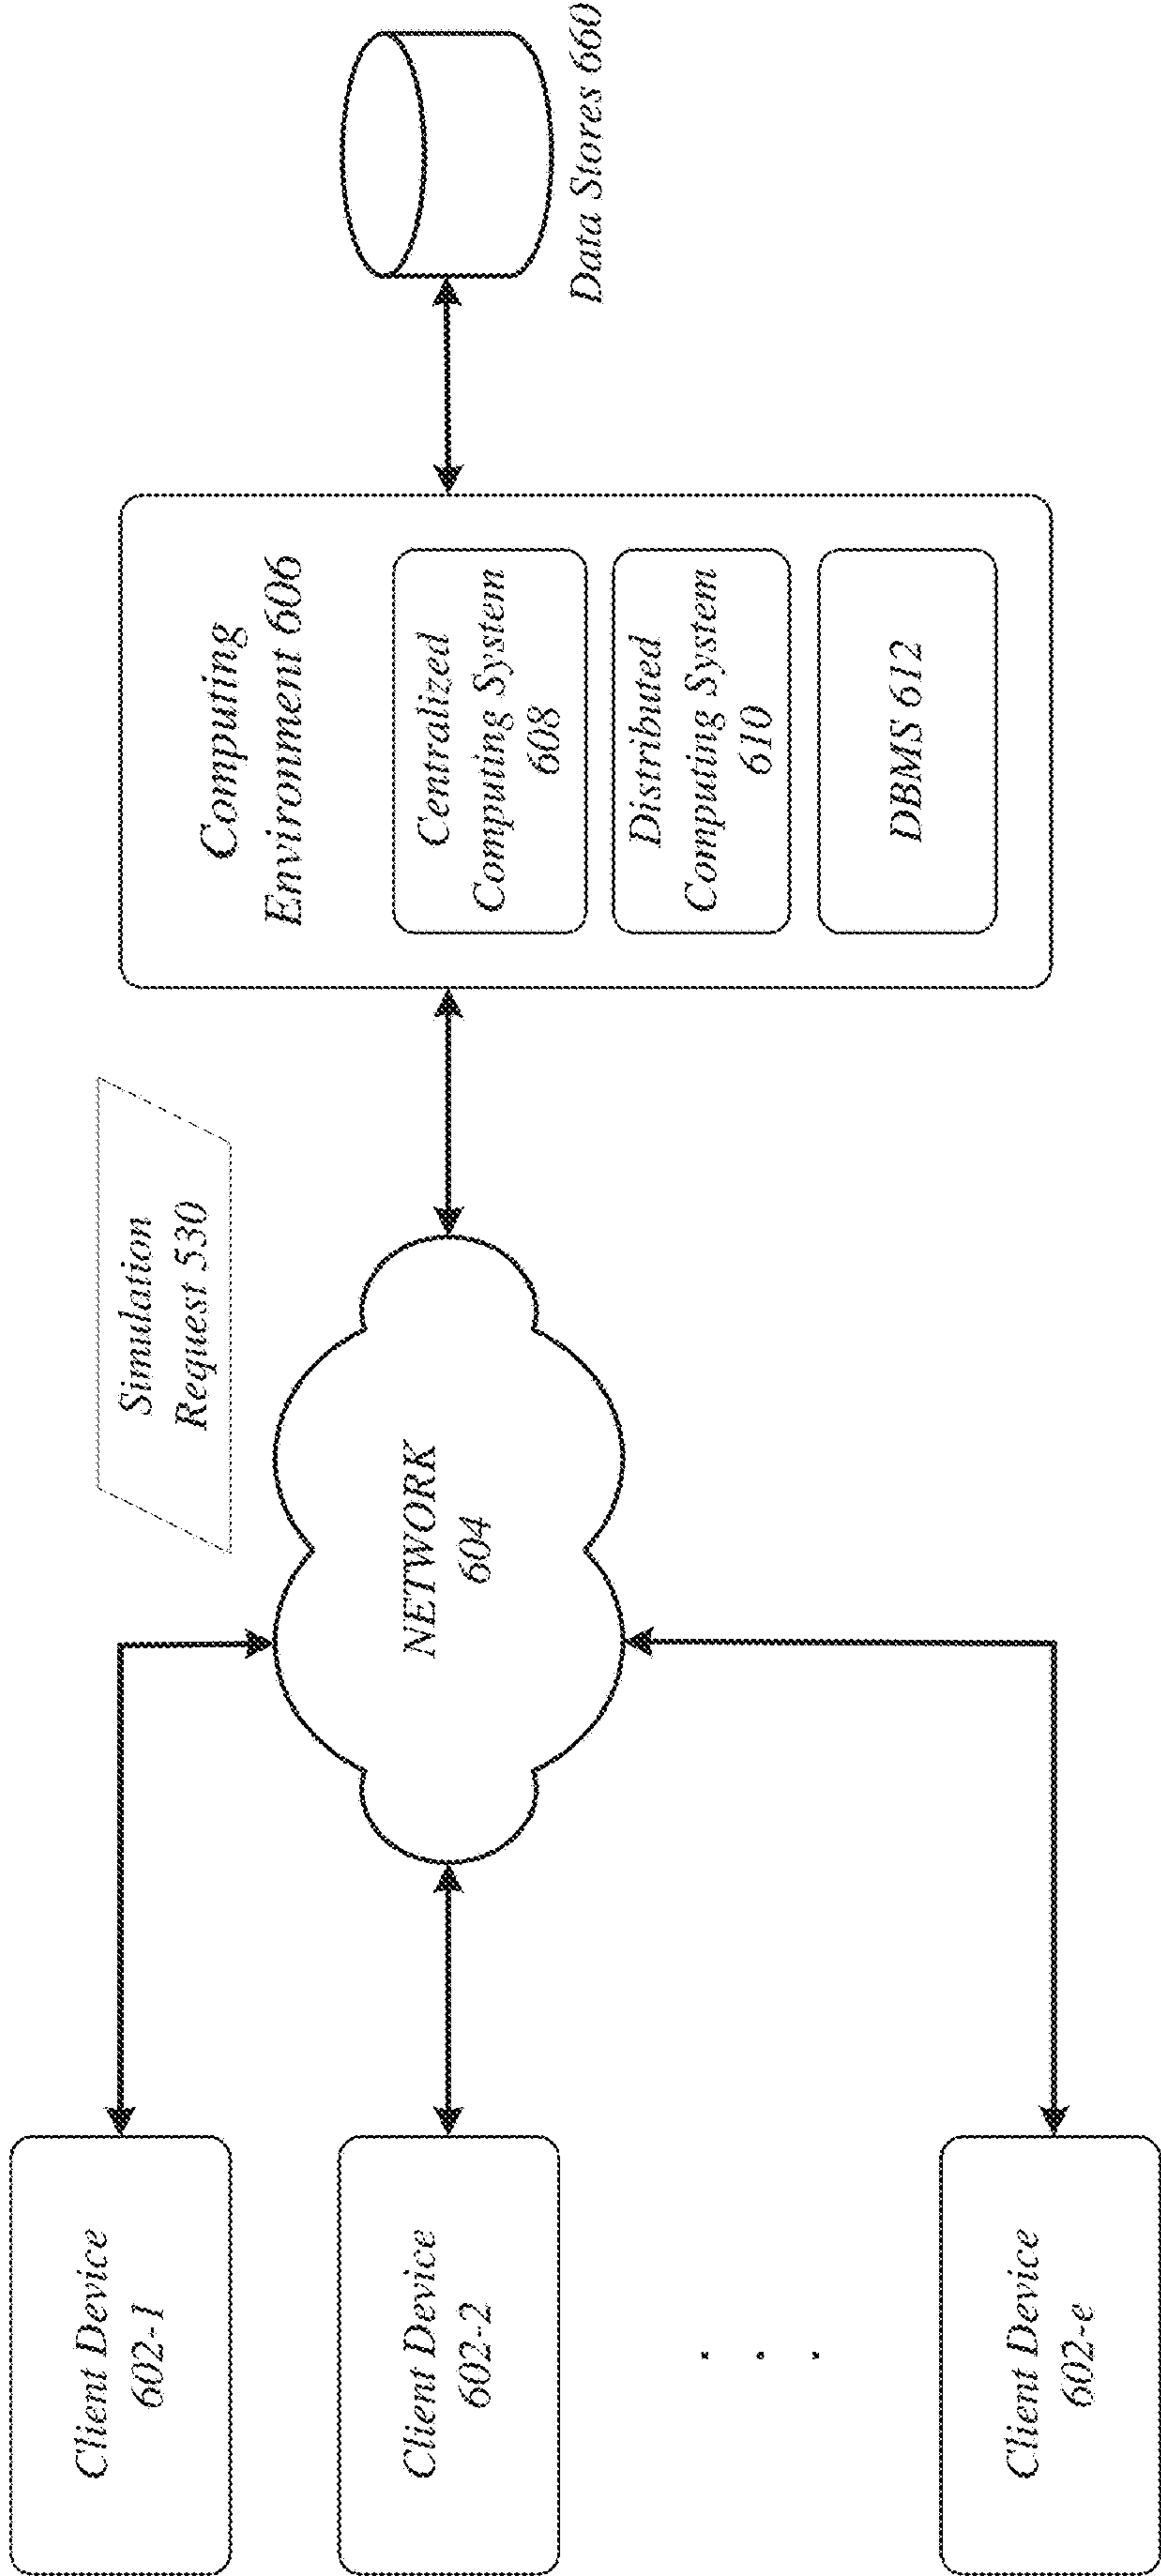 Client Device
602-1
Client Device
602-2
. . .
Client Device
602-e
NETWORK
604
Simulation
Request 530
Computing
Environment 606
Centralized
Computing System
608
Distributed
Computing System
610
DBMS 612
Data Stores 660